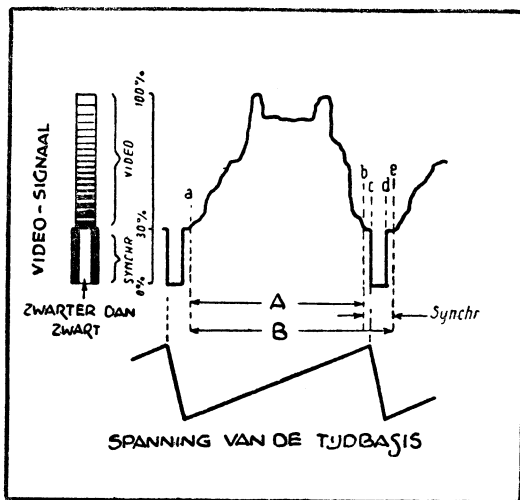 VIDEO-SIGNAAL
100%
VIDEO
30%
SYNCHR
0%
ZWARTER DAN
ZWART
a
b
c
d
e
A
B
Synchr
SPANNING VAN DE TIJDBASIS